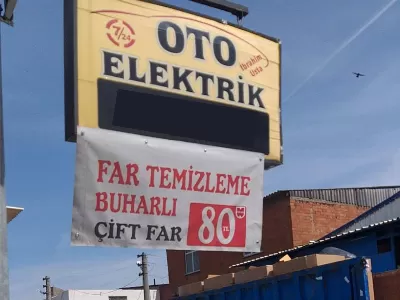 7/24
OTO
İbrahim
Usta
ELEKTRİK
FAR TEMİZLEME
BUHARLI
ÇİFT FAR 80 TL